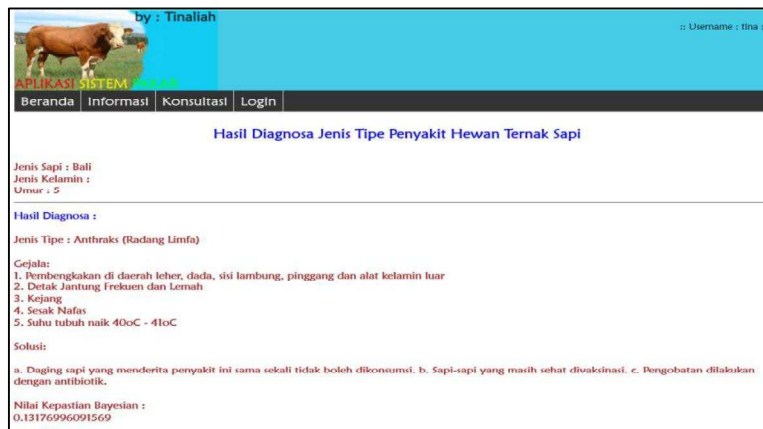 by : Tinaliah
:: Username : tina :
APLIKASI SISTEM PAKAR
Beranda Informasi Konsultasi Login
Hasil Diagnosa Jenis Tipe Penyakit Hewan Ternak Sapi
Jenis Sapi : Bali
Jenis Kelamin :
Umur : 5
Hasil Diagnosa :
Jenis Tipe : Anthraks (Radang Limfa)
Gejala:
1. Pembengkakan di daerah leher, dada, sisi lambung, pinggang dan alat kelamin luar
2. Detak Jantung Frekuen dan Lemah
3. Kejang
4. Sesak Nafas
5. Suhu tubuh naik 40oC - 41oC
Solusi:
a. Daging sapi yang menderita penyakit ini sama sekali tidak boleh dikonsumsi. b. Sapi-sapi yang masih sehat divaksinasi. c. Pengobatan dilakukan
dengan antibiotik.
Nilai Kepastian Bayesian :
0.13176996091569